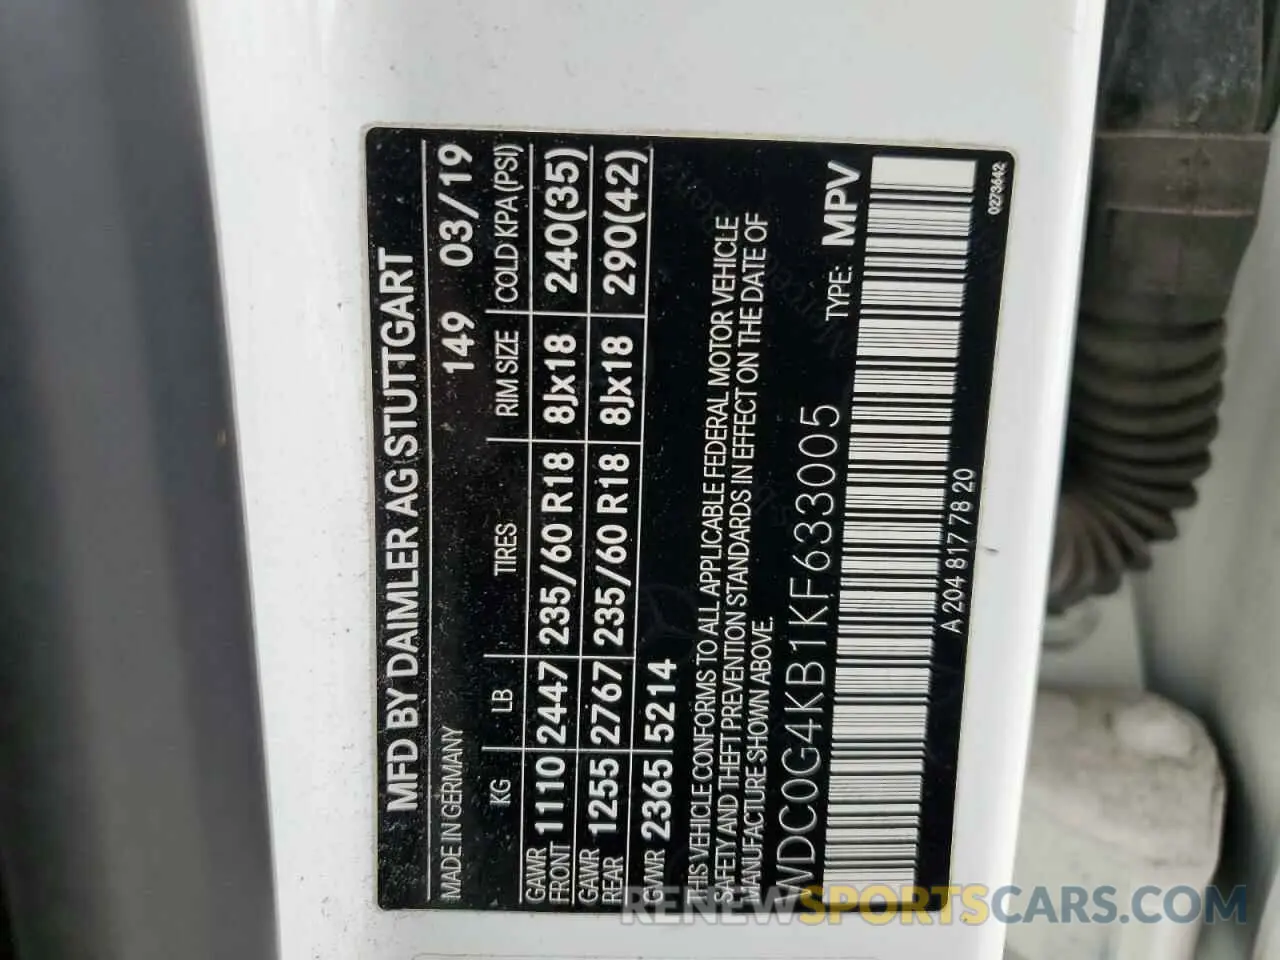 MFD BY DAIMLER AG STUTTGART
MADE IN GERMANY 149 03/19
KG LB TIRES RIM SIZE COLD KPA(PSI)
GAWR FRONT 1110 2447 235/60 R18 8Jx18 240(35)
GAWR REAR 1255 2767 235/60 R18 8Jx18 290(42)
GVWR 2365 5214
THIS VEHICLE CONFORMS TO ALL APPLICABLE FEDERAL MOTOR VEHICLE
SAFETY AND THEFT PREVENTION STANDARDS IN EFFECT ON THE DATE OF
MANUFACTURE SHOWN ABOVE.
WDC0G4KB1KF633005 TYPE: MPV
A 204 817 78 20
0273642
RENEWSPORTSCARS.COM